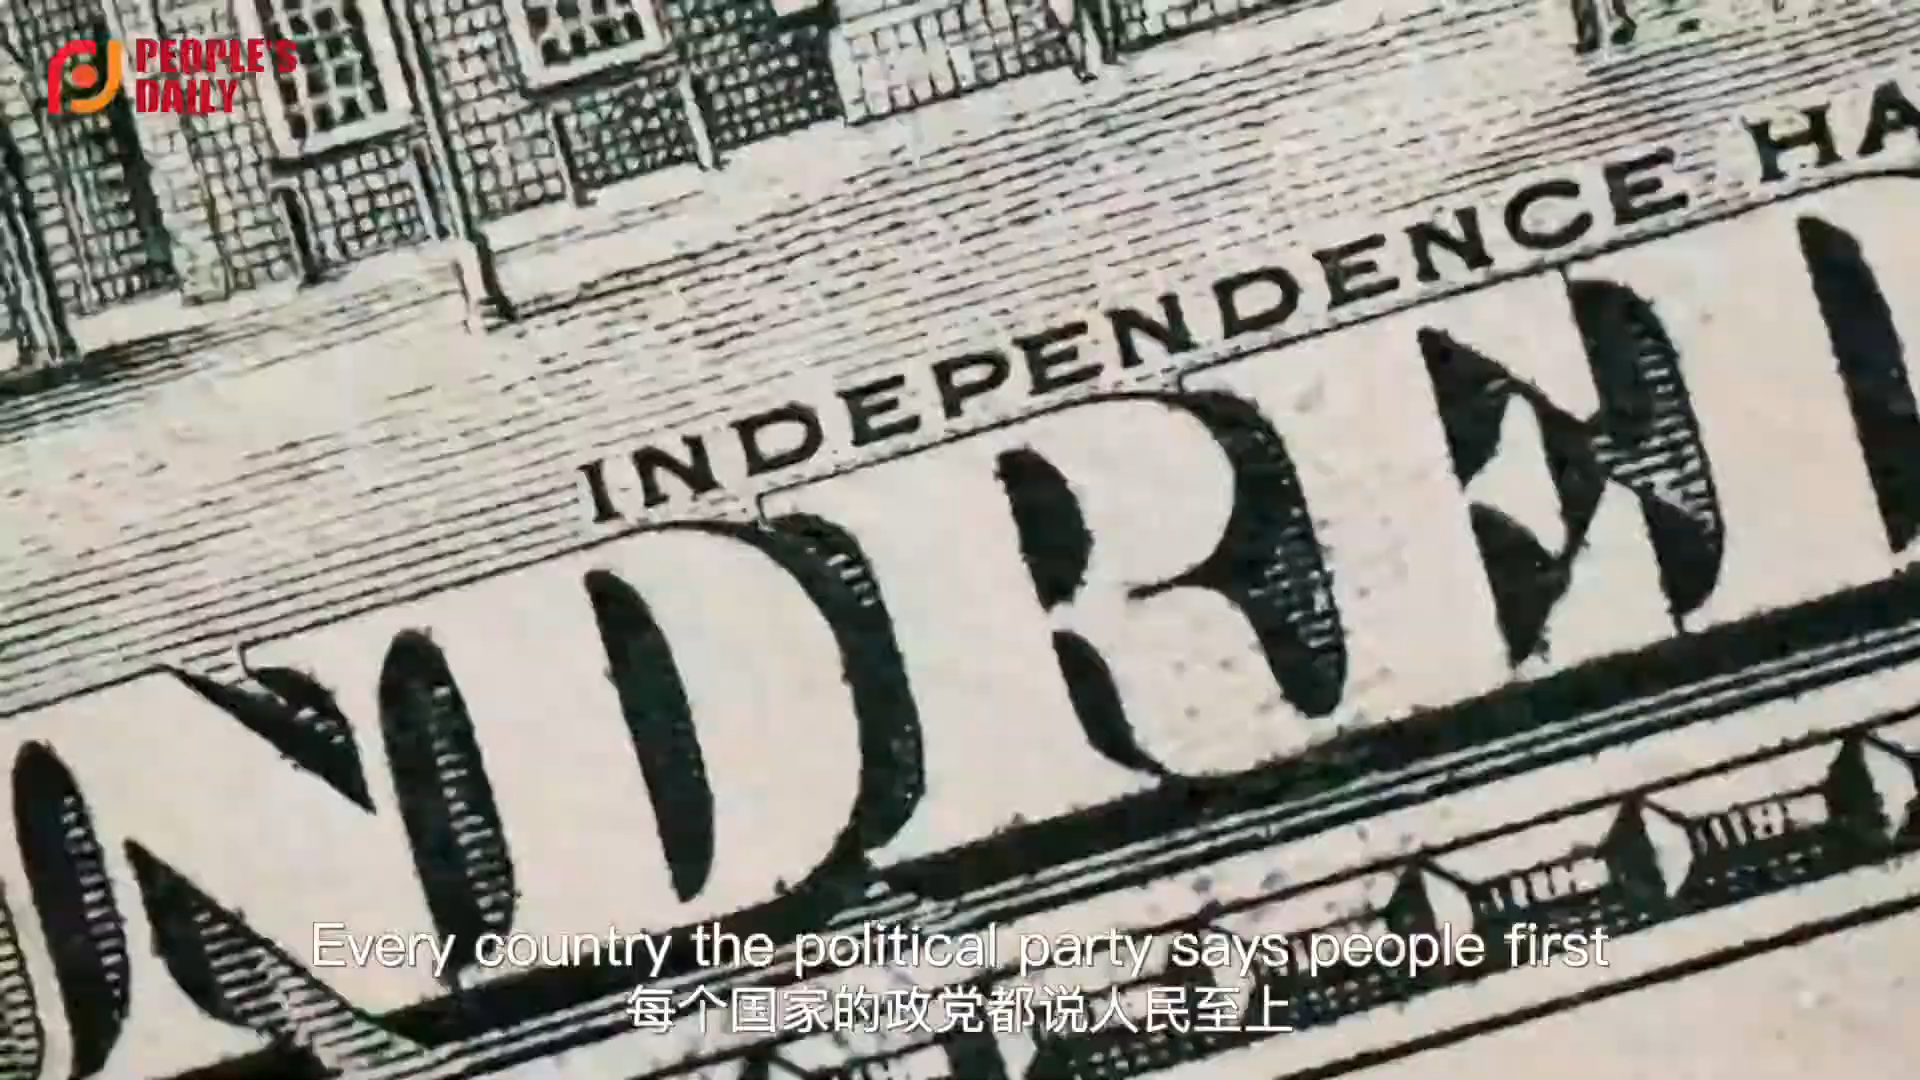 PEOPLE'S
DAILY
INDEPENDENCE HA
NDRED
Every country the political party says people first
每个国家的政党都说人民至上